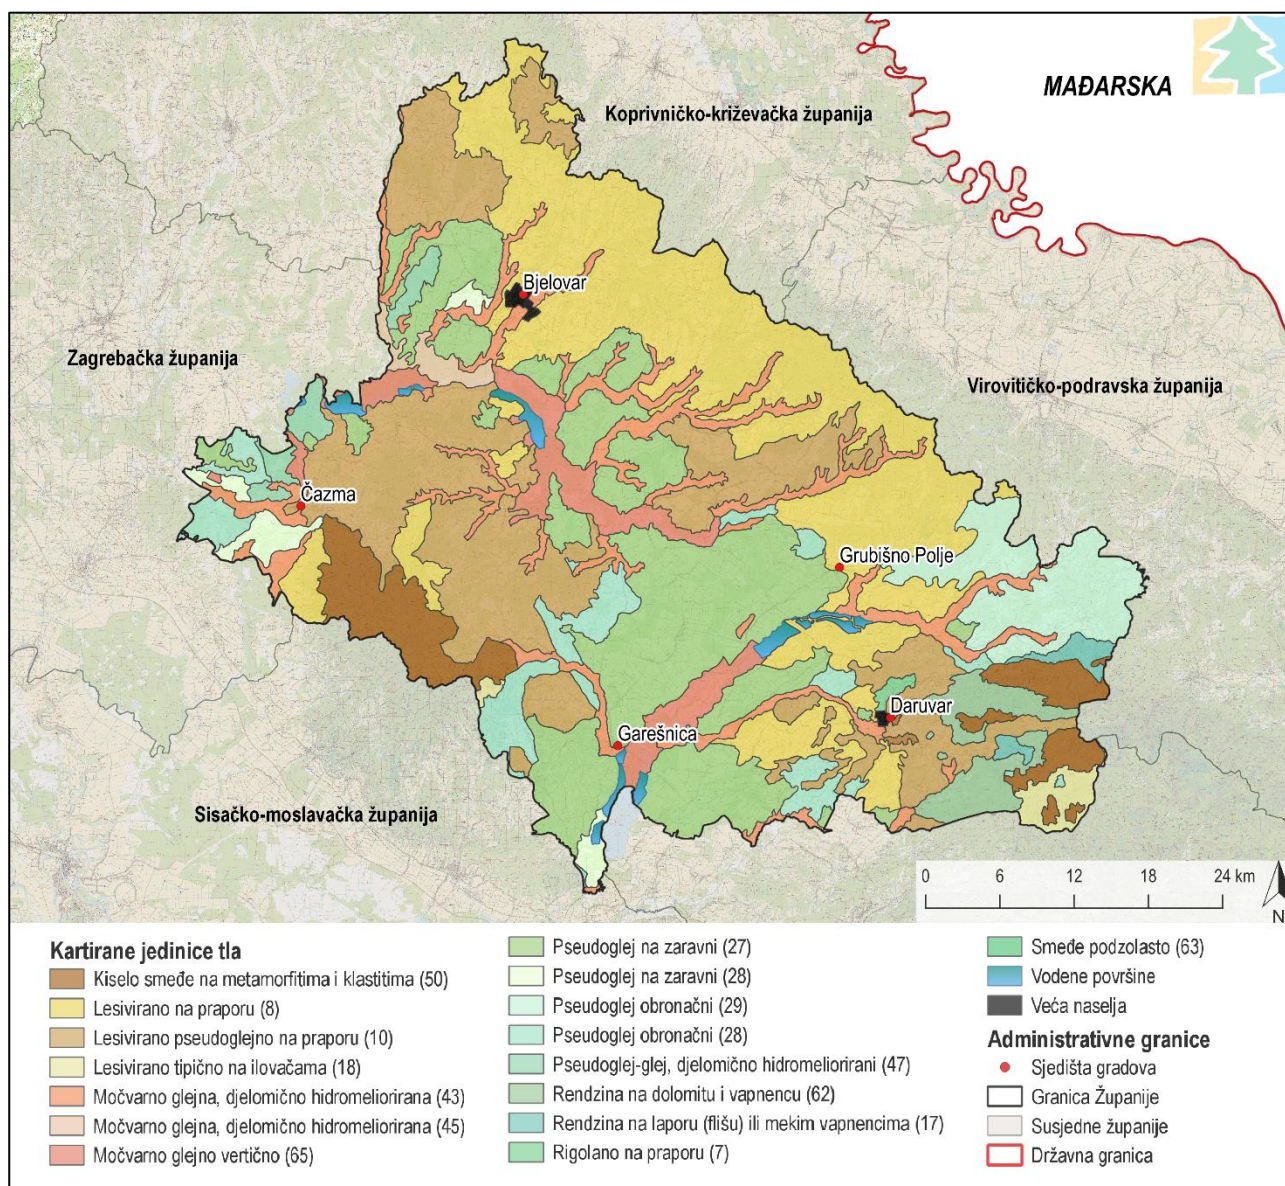 MAĐARSKA
Koprivničko-križevačka županija
Bjelovar
Zagrebačka županija
Virovitičko-podravska županija
Čazma
Grubišno Polje
Daruvar
Garešnica
Sisačko-moslavačka županija
0 6 12 18 24 km
N
Kartirane jedinice tla
Kiselo smeđe na metamorfitima i klastitima (50)
Lesivirano na praporu (8)
Lesivirano pseudoglejno na praporu (10)
Lesivirano tipično na ilovačama (18)
Močvarno glejna, djelomično hidromeliorirana (43)
Močvarno glejna, djelomično hidromeliorirana (45)
Močvarno glejno vertično (65)
Pseudoglej na zaravni (27)
Pseudoglej na zaravni (28)
Pseudoglej obronačni (29)
Pseudoglej obronačni (28)
Pseudoglej-glej, djelomično hidromeliorirani (47)
Rendzina na dolomitu i vapnencu (62)
Rendzina na laporu (flišu) ili mekim vapnencima (17)
Rigolano na praporu (7)
Smeđe podzolasto (63)
Vodene površine
Veća naselja
Administrativne granice
Sjedišta gradova
Granica Županije
Susjedne županije
Državna granica